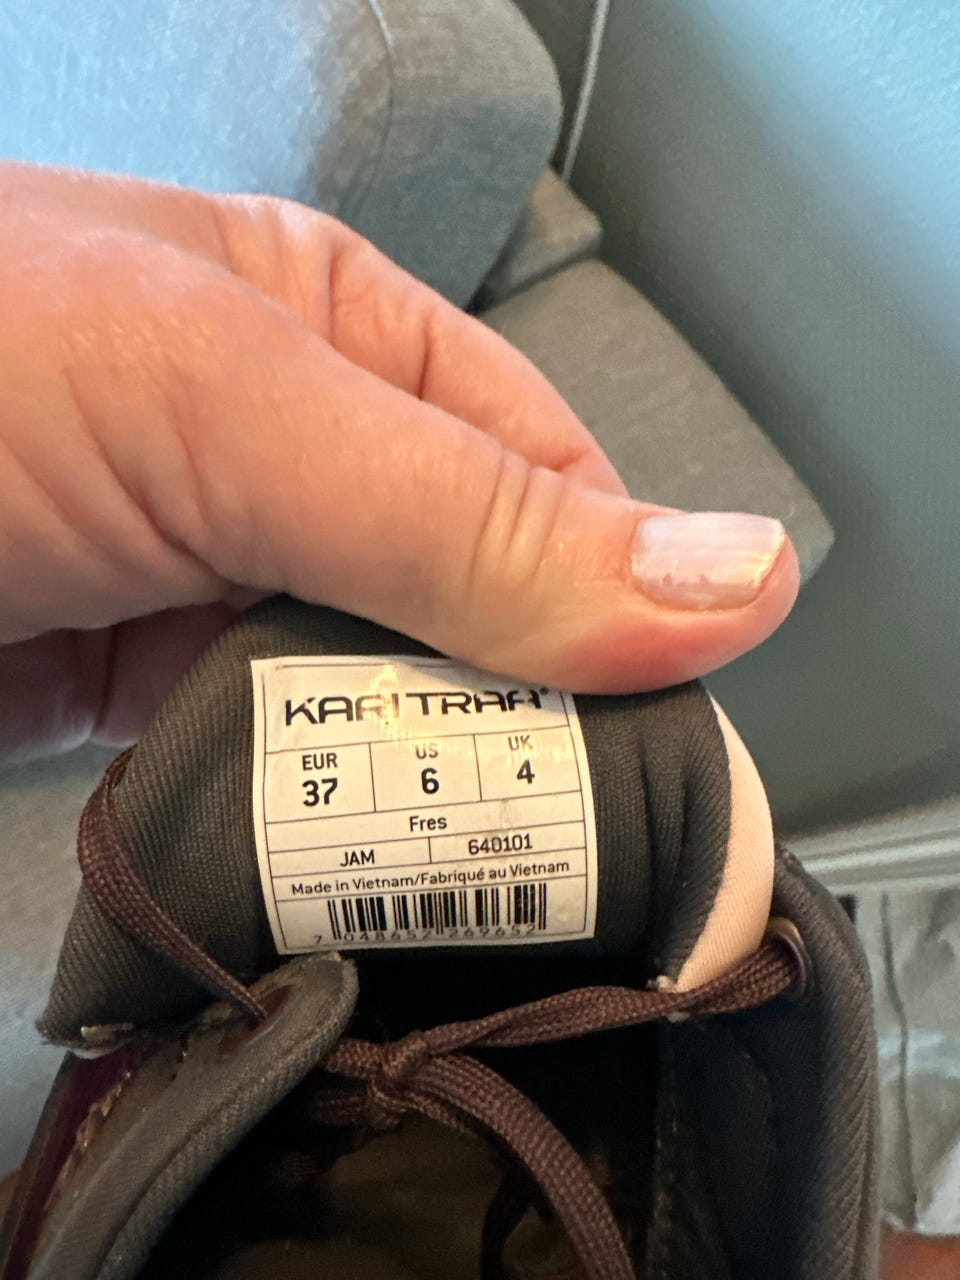 KARI TRAA®
EUR US UK
37 6 4
Fres
JAM 640101
Made in Vietnam/Fabriqué au Vietnam
7 048652 269652